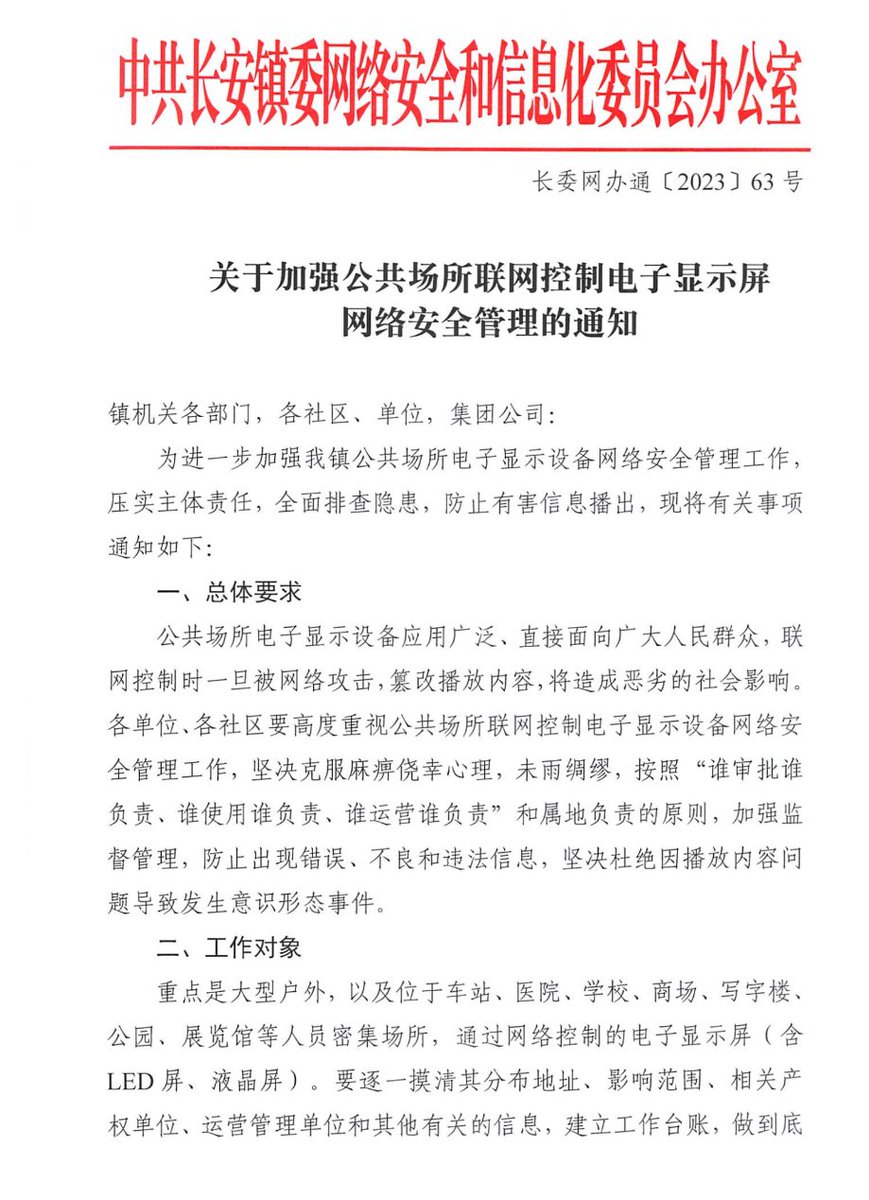 中共长安镇委网络安全和信息化委员会办公室
长委网办通〔2023〕63 号
关于加强公共场所联网控制电子显示屏
网络安全管理的通知
镇机关各部门，各社区、单位，集团公司：
为进一步加强我镇公共场所电子显示设备网络安全管理工作，
压实主体责任，全面排查隐患，防止有害信息播出，现将有关事项
通知如下：
一、总体要求
公共场所电子显示设备应用广泛、直接面向广大人民群众，联
网控制时一旦被网络攻击，篡改播放内容，将造成恶劣的社会影响。
各单位、各社区要高度重视公共场所联网控制电子显示设备网络安
全管理工作，坚决克服麻痹侥幸心理，未雨绸缪，按照“谁审批谁
负责、谁使用谁负责、谁运营谁负责”和属地负责的原则，加强监
督管理，防止出现错误、不良和违法信息，坚决杜绝因播放内容问
题导致发生意识形态事件。
二、工作对象
重点是大型户外，以及位于车站、医院、学校、商场、写字楼、
公园、展览馆等人员密集场所，通过网络控制的电子显示屏（含
LED 屏、液晶屏）。要逐一摸清其分布地址、影响范围、相关产
权单位、运营管理单位和其他有关的信息，建立工作台账，做到底